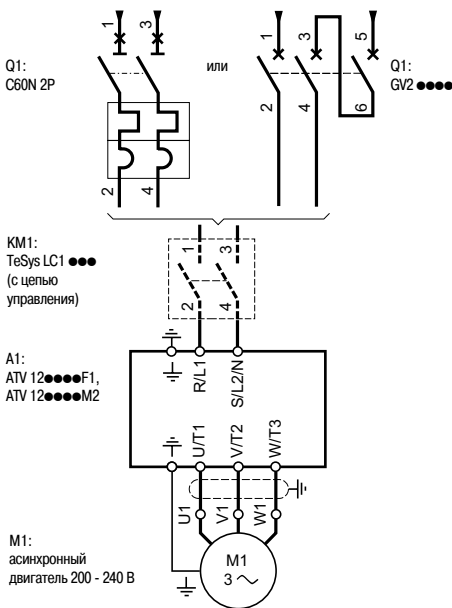 1 3
Q1:
C60N 2P
2 4
или
1 3 5
Q1:
GV2 ●●●●
2 4 6
KM1:
TeSys LC1 ●●●
(с цепью
управления)
1 3
2 4
A1:
ATV 12●●●●F1,
ATV 12●●●●M2
R/L1 S/L2/N
U/T1 V/T2 W/T3
U1 V1 W1
M1:
асинхронный
двигатель 200 - 240 В
M1
3 ~